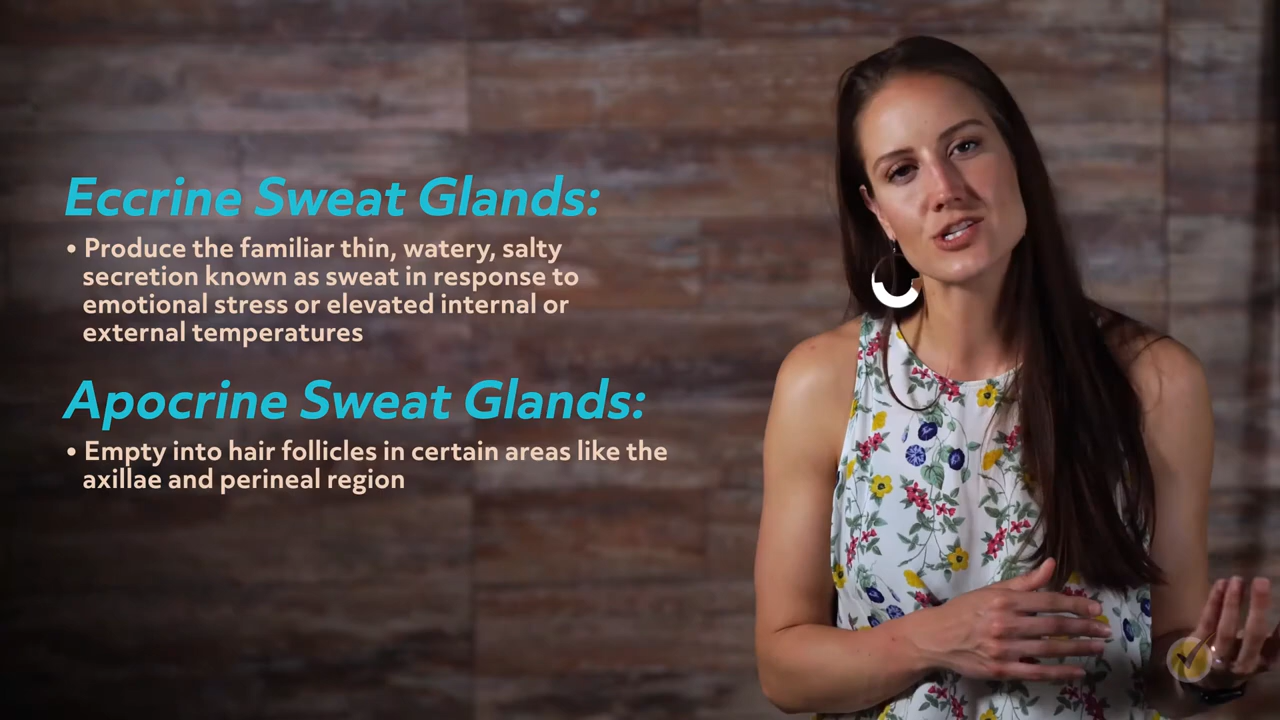 Eccrine Sweat Glands:
• Produce the familiar thin, watery, salty
secretion known as sweat in response to
emotional stress or elevated internal or
external temperatures
Apocrine Sweat Glands:
• Empty into hair follicles in certain areas like the
axillae and perineal region